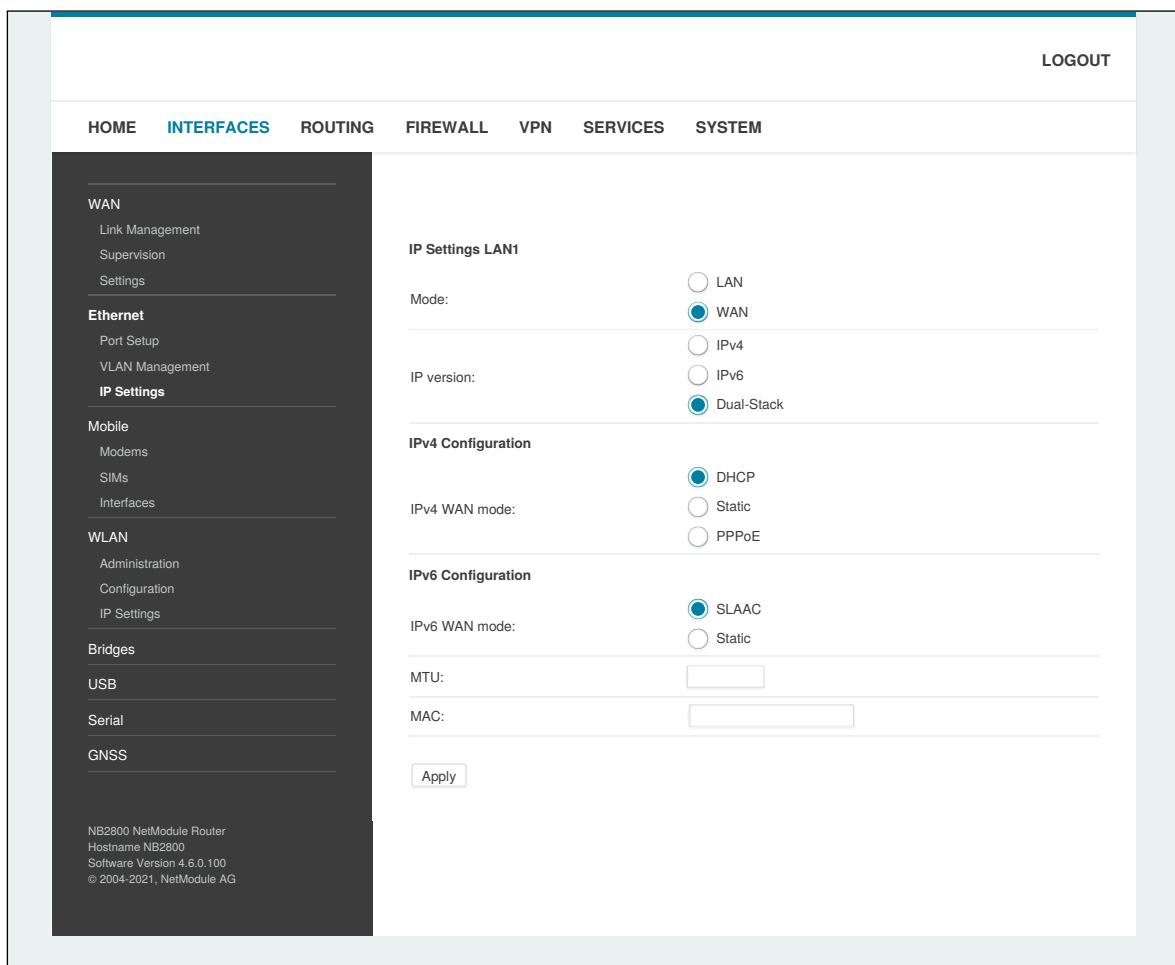 LOGOUT
HOME INTERFACES ROUTING FIREWALL VPN SERVICES SYSTEM
WAN
Link Management
Supervision
Settings
Ethernet
Port Setup
VLAN Management
IP Settings
Mobile
Modems
SIMs
Interfaces
WLAN
Administration
Configuration
IP Settings
Bridges
USB
Serial
GNSS
NB2800 NetModule Router
Hostname NB2800
Software Version 4.6.0.100
© 2004-2021, NetModule AG
IP Settings LAN1
Mode:
LAN
WAN
IP version:
IPv4
IPv6
Dual-Stack
IPv4 Configuration
IPv4 WAN mode:
DHCP
Static
PPPoE
IPv6 Configuration
IPv6 WAN mode:
SLAAC
Static
MTU:
MAC:
Apply